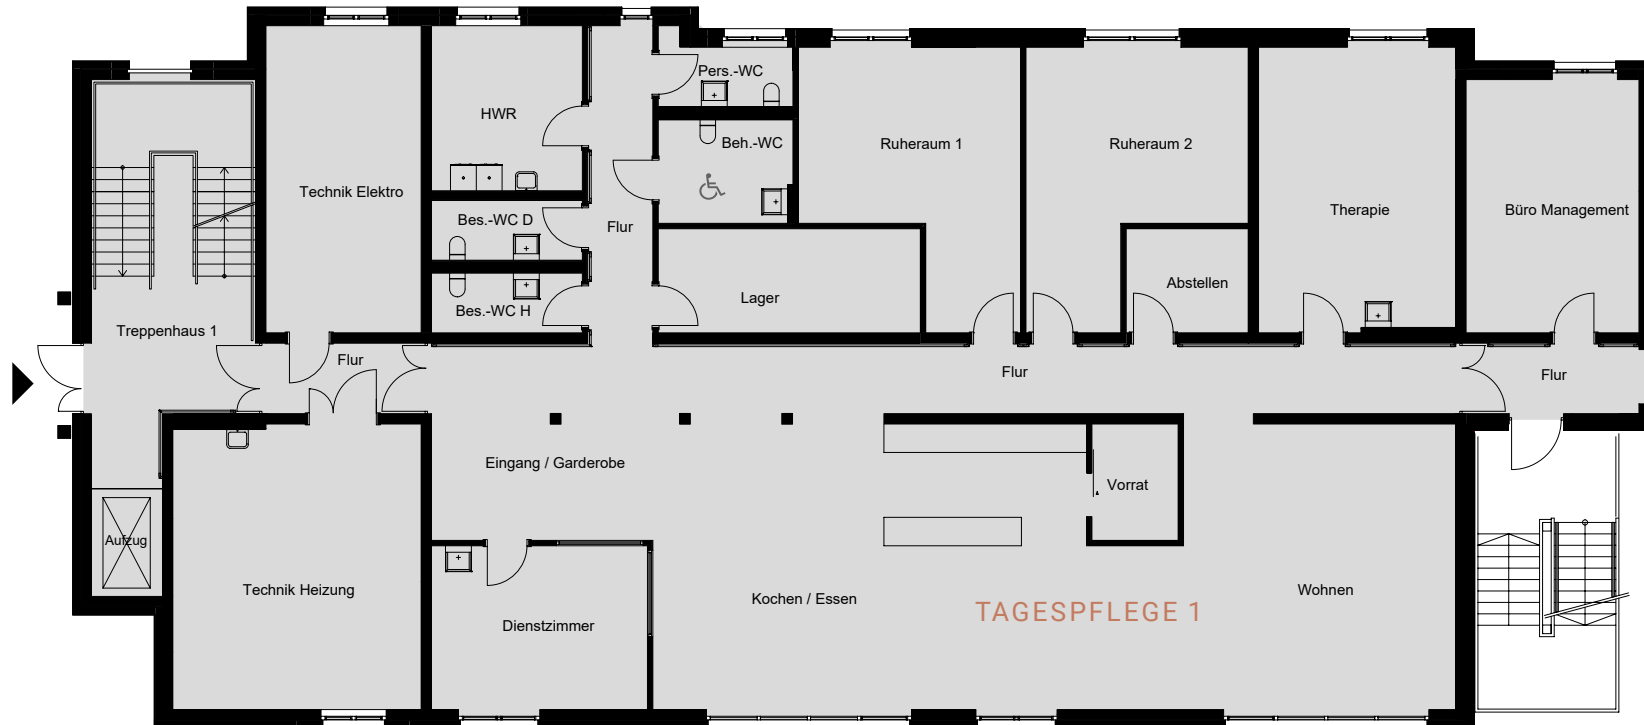 Pers.-WC
HWR
Beh.-WC
Ruheraum 1
Ruheraum 2
Technik Elektro
Therapie
Büro Management
Bes.-WC D
Flur
Abstellen
Lager
Bes.-WC H
Treppenhaus 1
Flur
Flur
Flur
Eingang / Garderobe
Vorrat
Aufzug
Technik Heizung
Kochen / Essen
Wohnen
TAGESPFLEGE 1
Dienstzimmer